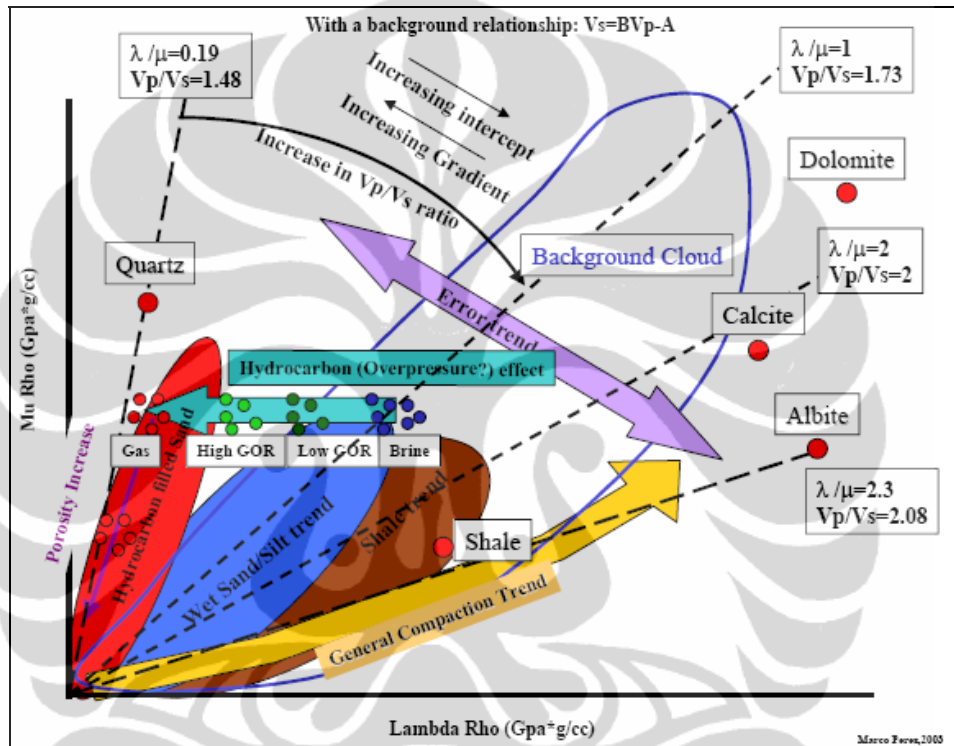 With a background relationship: Vs=BVp-A
λ /μ=0.19
Vp/Vs=1.48
λ /μ=1
Vp/Vs=1.73
Increasing intercept
Increasing Gradient
Increase in Vp/Vs ratio
Dolomite
Quartz
Background Cloud
λ /μ=2
Vp/Vs=2
Error trend
Calcite
Hydrocarbon (Overpressure?) effect
Mu Rho (Gpa*g/cc)
Albite
Gas
High GOR
Low GOR
Brine
Porosity Increase
Hydrocarbon filled Sand
Wet Sand/Silt trend
Shale trend
λ /μ=2.3
Vp/Vs=2.08
Shale
General Compaction Trend
Lambda Rho (Gpa*g/cc)
Marco Perez,2003